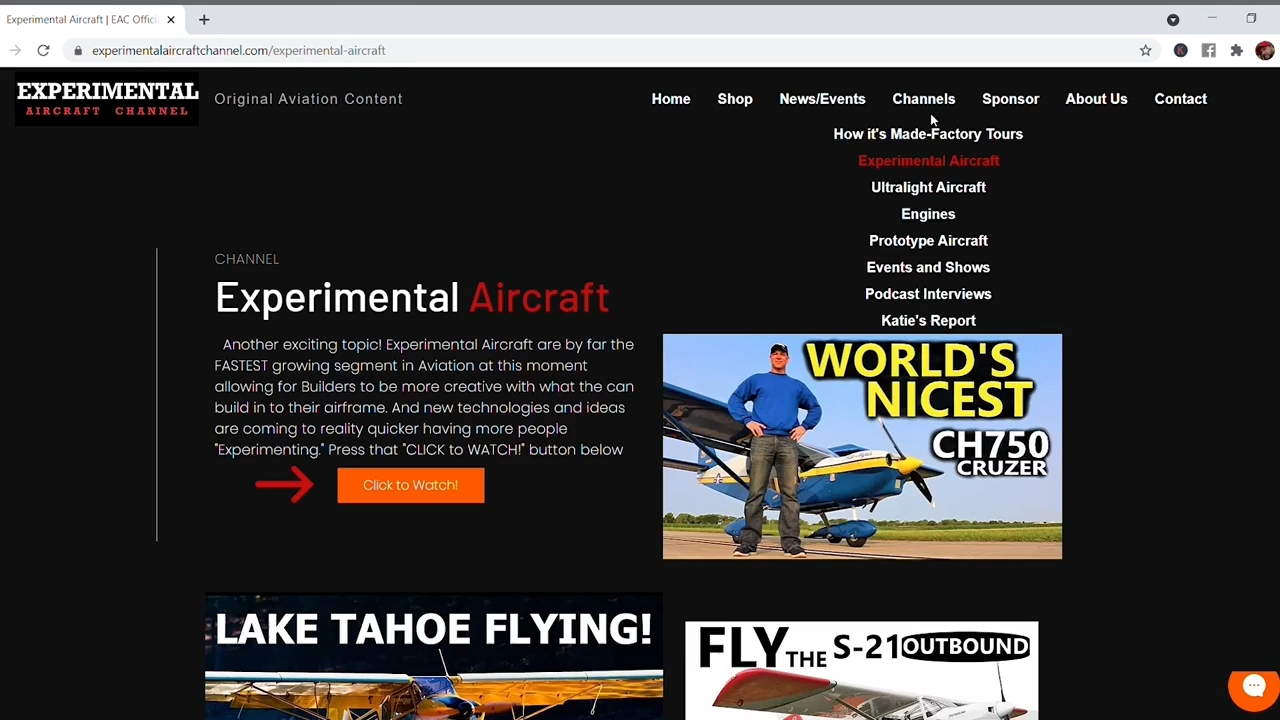 Experimental Aircraft | EAC Offici
experimentalaircraftchannel.com/experimental-aircraft
EXPERIMENTAL
AIRCRAFT CHANNEL
Original Aviation Content
Home Shop News/Events Channels Sponsor About Us Contact
How it's Made-Factory Tours
Experimental Aircraft
Ultralight Aircraft
Engines
Prototype Aircraft
Events and Shows
Podcast Interviews
Katie's Report
CHANNEL
Experimental Aircraft
Another exciting topic! Experimental Aircraft are by far the
FASTEST growing segment in Aviation at this moment
allowing for Builders to be more creative with what the can
build in to their airframe. And new technologies and ideas
are coming to reality quicker having more people
"Experimenting." Press that "CLICK to WATCH!" button below
Click to Watch!
WORLD'S
NICEST
CH750
CRUZER
LAKE TAHOE FLYING!
FLY THE S-21 OUTBOUND